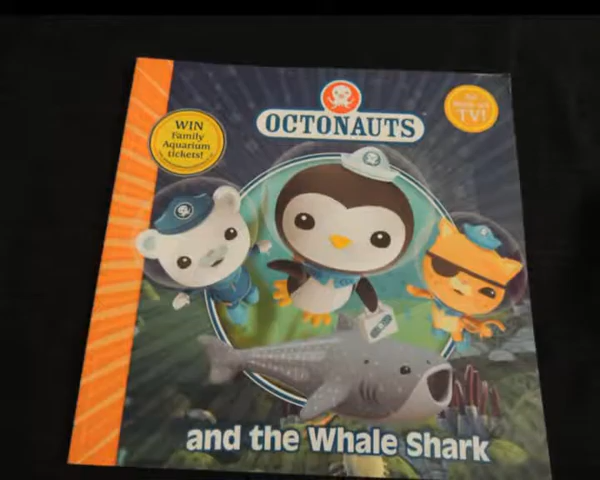 OCTONAUTS
WIN
Family
Aquarium
tickets!
TV!
and the Whale Shark